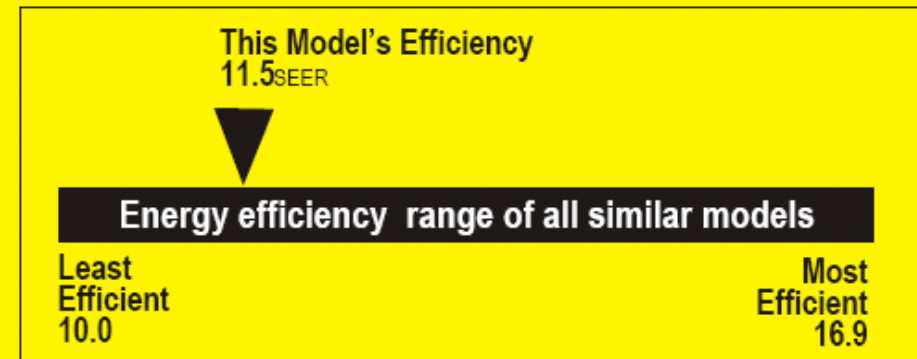 This Model's Efficiency
11.5SEER
Energy efficiency range of all similar models
Least
Efficient
10.0
Most
Efficient
16.9